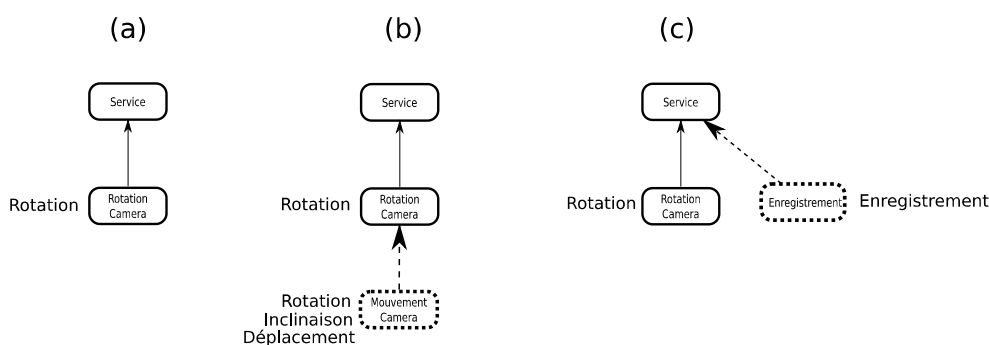 (a)
Service
Rotation
Rotation
Camera
(b)
Service
Rotation
Rotation
Camera
Rotation
Inclinaison
Déplacement
Mouvement
Camera
(c)
Service
Rotation
Rotation
Camera
Enregistrement
Enregistrement